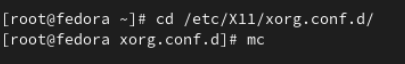 [root@fedora ~]# cd /etc/X11/xorg.conf.d/
[root@fedora xorg.conf.d]# mc